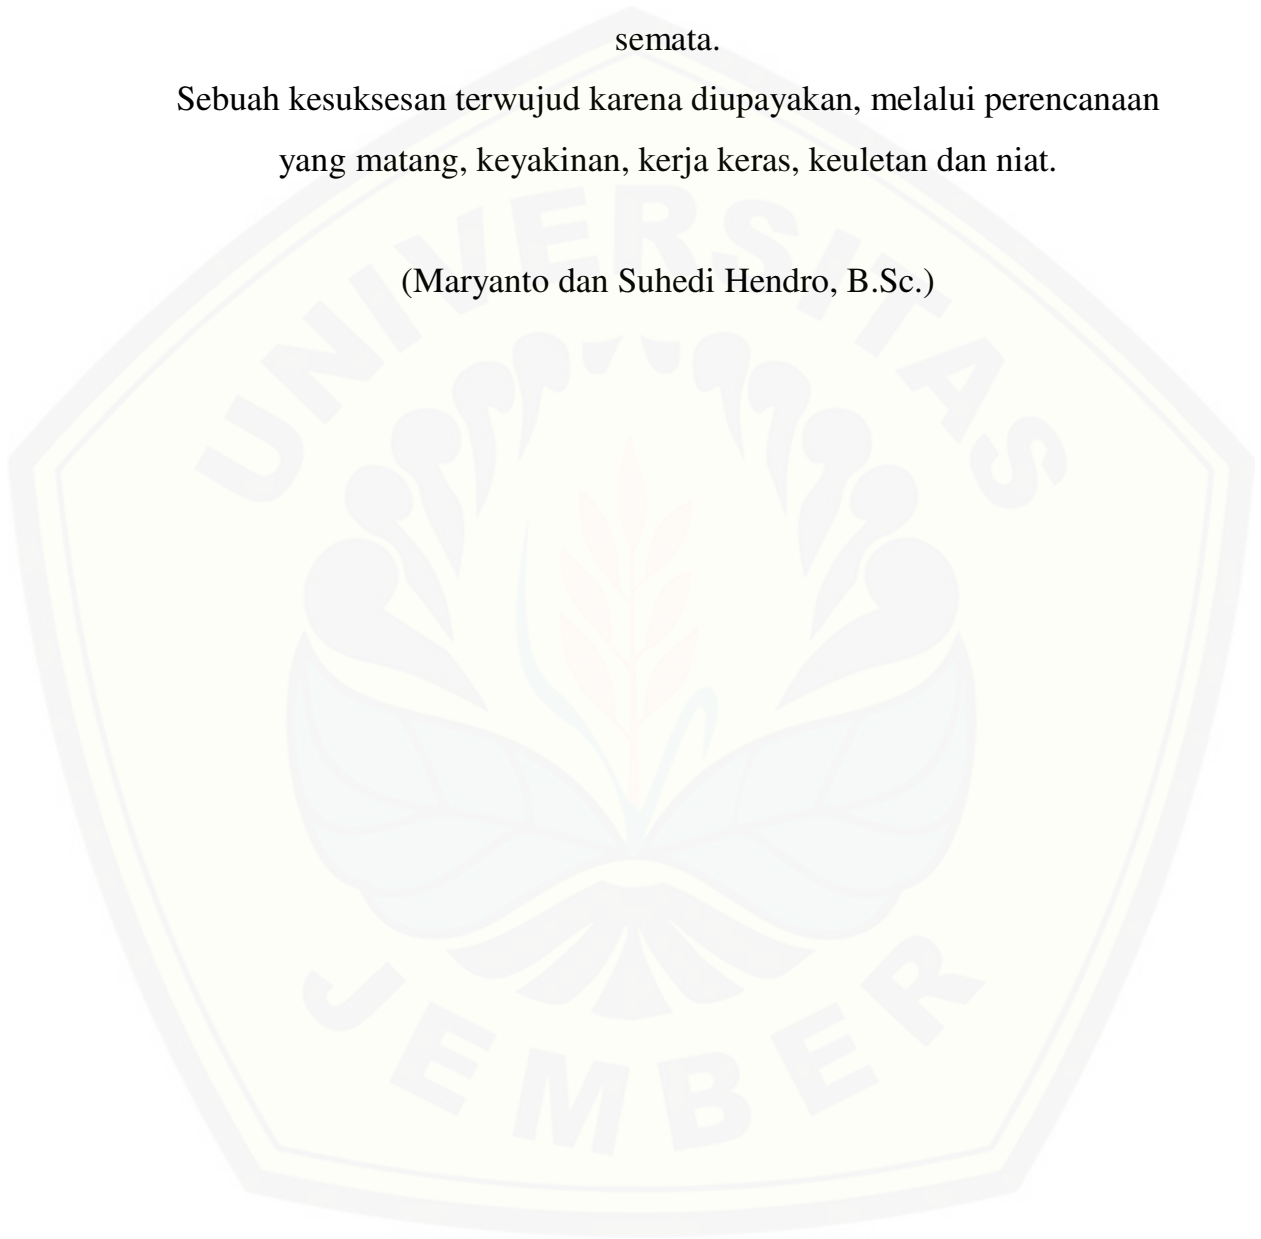 semata.
Sebuah kesuksesan terwujud karena diupayakan, melalui perencanaan
yang matang, keyakinan, kerja keras, keuletan dan niat.
(Maryanto dan Suhedi Hendro, B.Sc.)
UNIVERSITAS
JEMBER